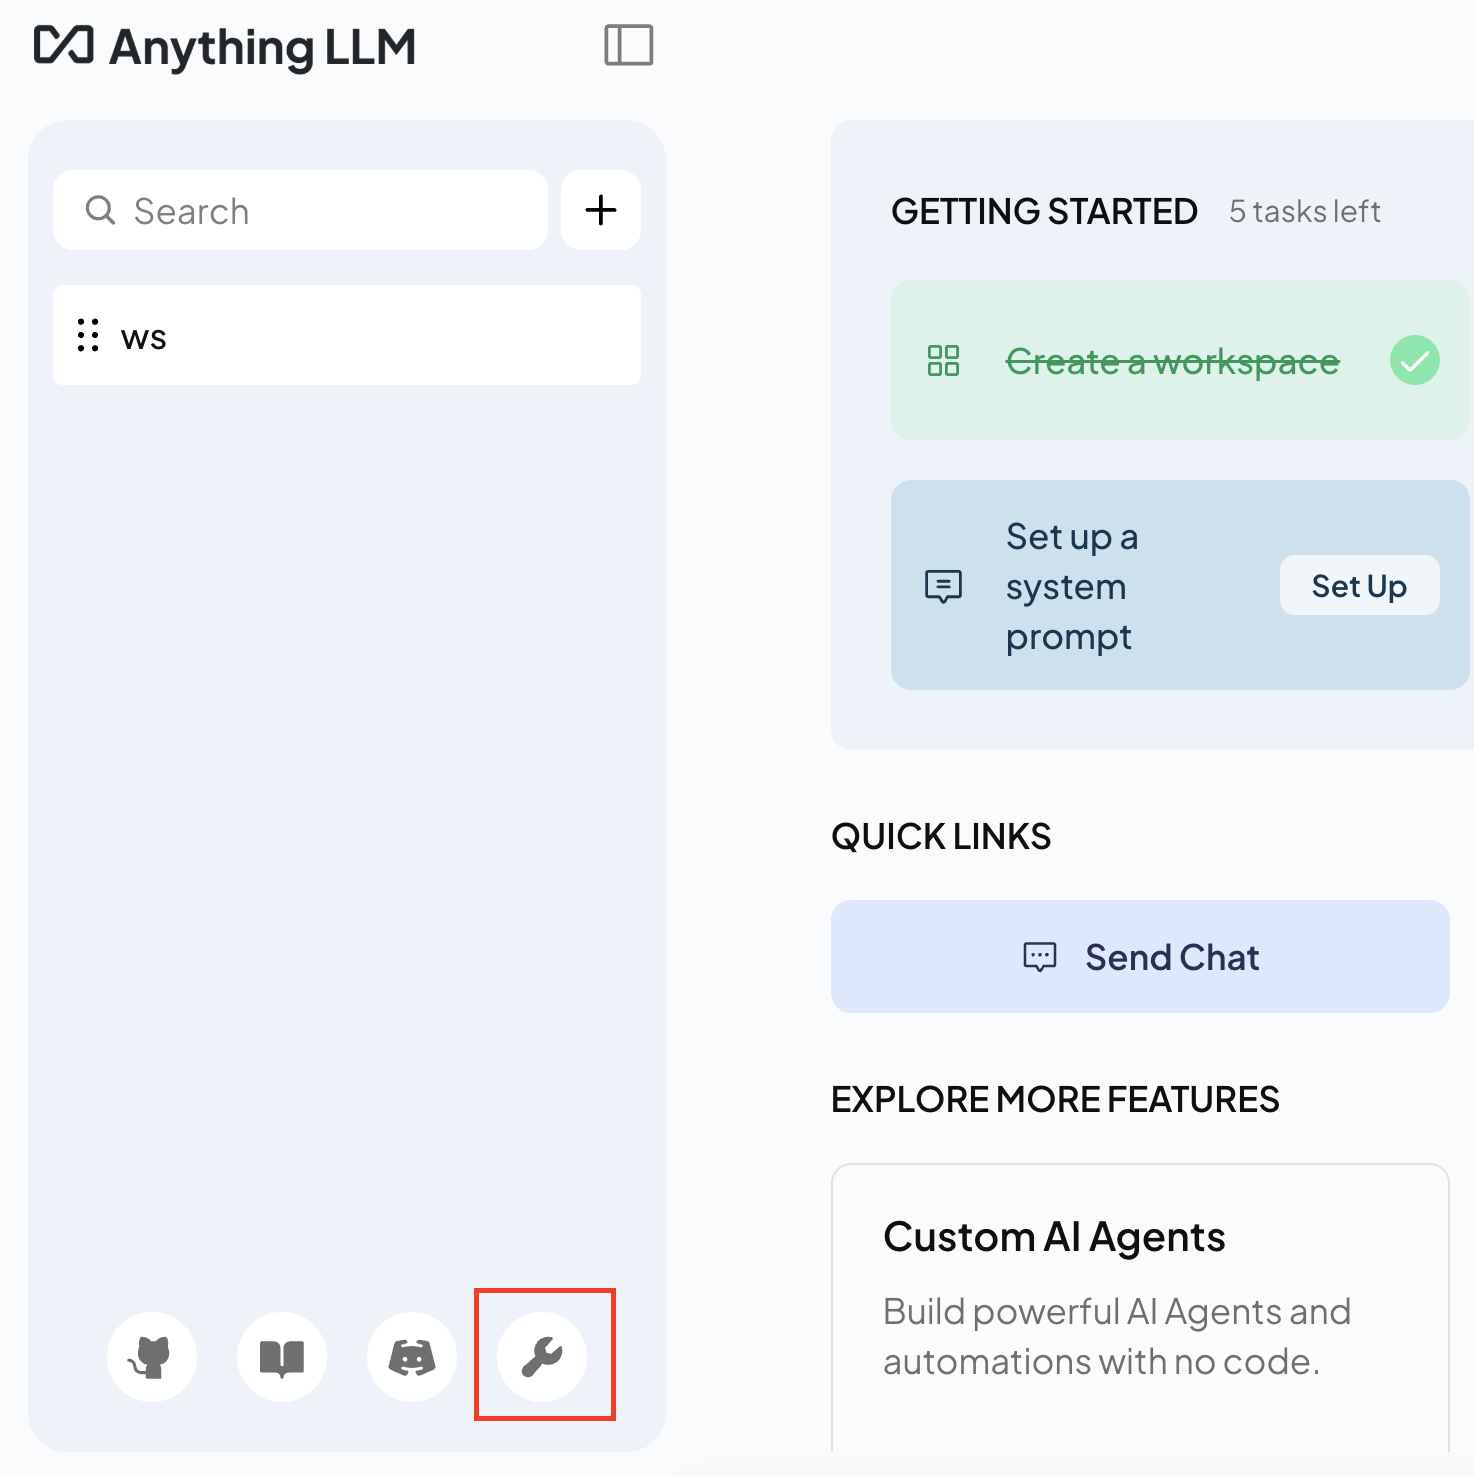 Anything LLM
Search
ws
GETTING STARTED 5 tasks left
Create a workspace
Set up a
system
prompt
Set Up
QUICK LINKS
Send Chat
EXPLORE MORE FEATURES
Custom AI Agents
Build powerful AI Agents and
automations with no code.